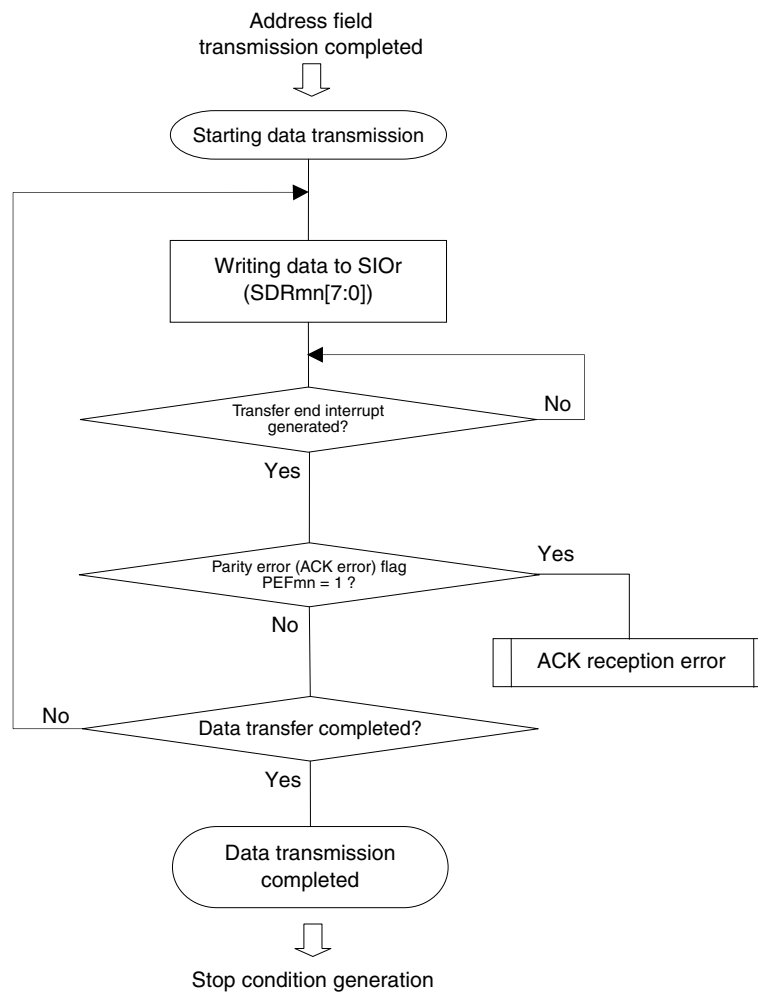 Address field
transmission completed
Starting data transmission
Writing data to SIOr
(SDRmn[7:0])
Transfer end interrupt
generated?
No
Yes
Parity error (ACK error) flag
PEFmn = 1 ?
Yes
No
ACK reception error
Data transfer completed?
No
Yes
Data transmission
completed
Stop condition generation